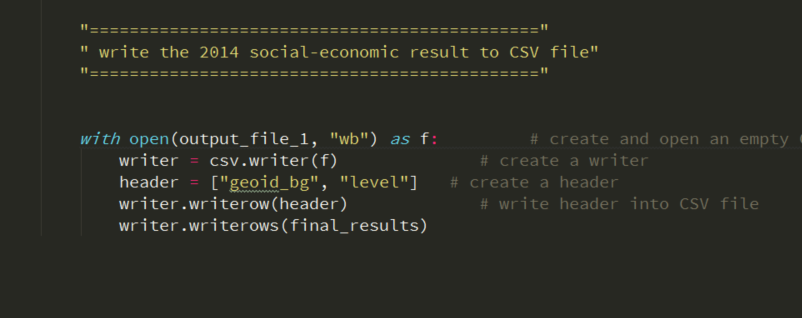 "============================================"
" write the 2014 social-economic result to CSV file"
"============================================"
with open(output_file_1, "wb") as f: # create and open an empty
writer = csv.writer(f) # create a writer
header = ["geoid_bg", "level"] # create a header
writer.writerow(header) # write header into CSV file
writer.writerows(final_results)